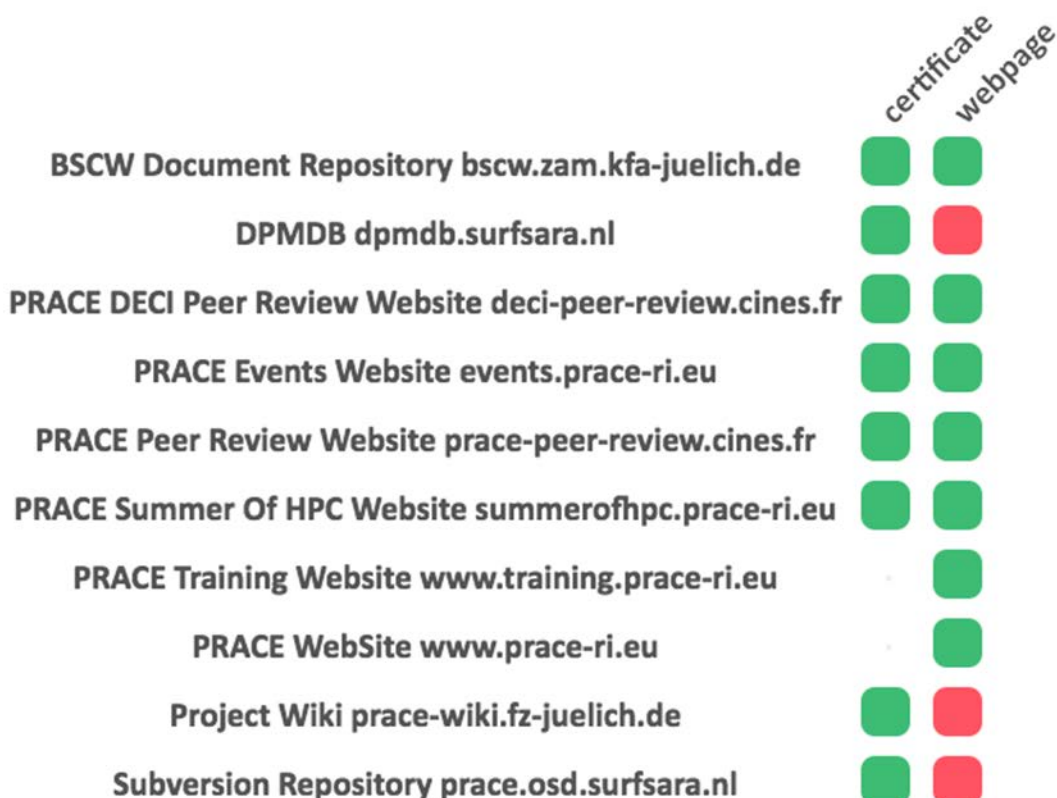 certificate
webpage
BSCW Document Repository bscw.zam.kfa-juelich.de
DPMDB dpmdb.surfsara.nl
PRACE DECI Peer Review Website deci-peer-review.cines.fr
PRACE Events Website events.prace-ri.eu
PRACE Peer Review Website prace-peer-review.cines.fr
PRACE Summer Of HPC Website summerofhpc.prace-ri.eu
PRACE Training Website www.training.prace-ri.eu
PRACE WebSite www.prace-ri.eu
Project Wiki prace-wiki.fz-juelich.de
Subversion Repository prace.osd.surfsara.nl